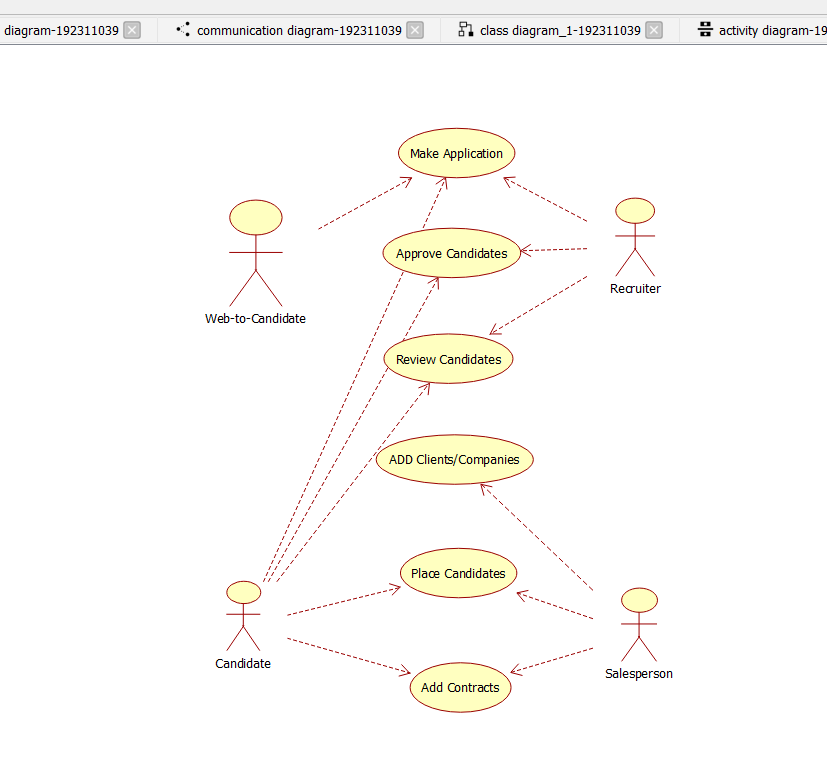 diagram-192311039
communication diagram-192311039
class diagram_1-192311039
activity diagram-19
Make Application
Approve Candidates
Recruiter
Web-to-Candidate
Review Candidates
ADD Clients/Companies
Place Candidates
Candidate
Salesperson
Add Contracts